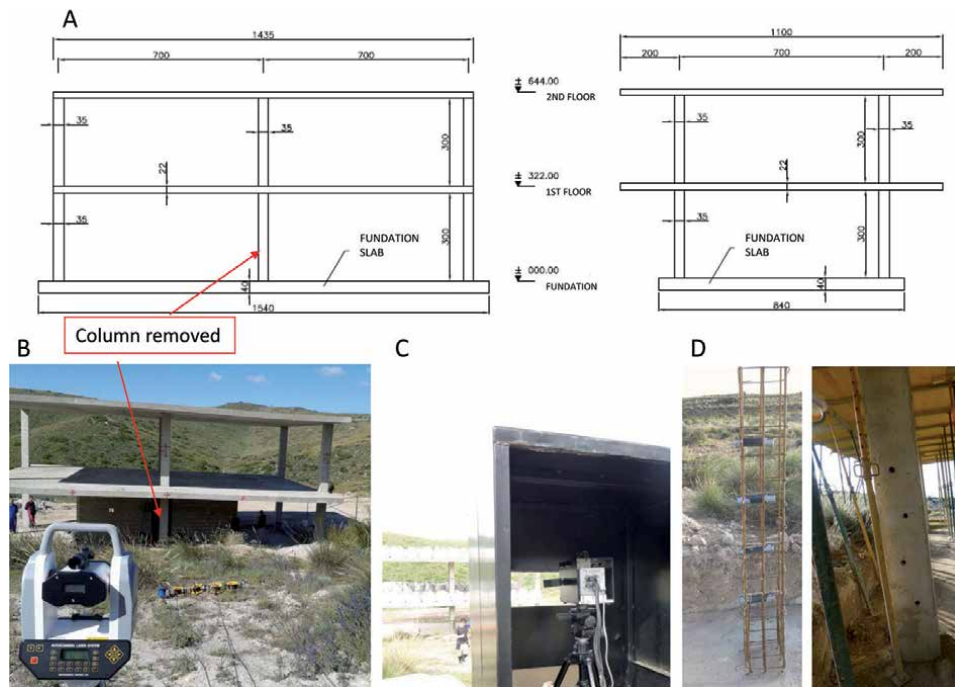 A
1435
700
700
35
35
300
22
35
300
FUNDATION
SLAB
40
1540
± 644.00
2ND FLOOR
± 322.00
1ST FLOOR
± 000.00
FUNDATION
1100
200
700
200
35
35
300
22
35
300
FUNDATION
SLAB
40
840
Column removed
B
C
D